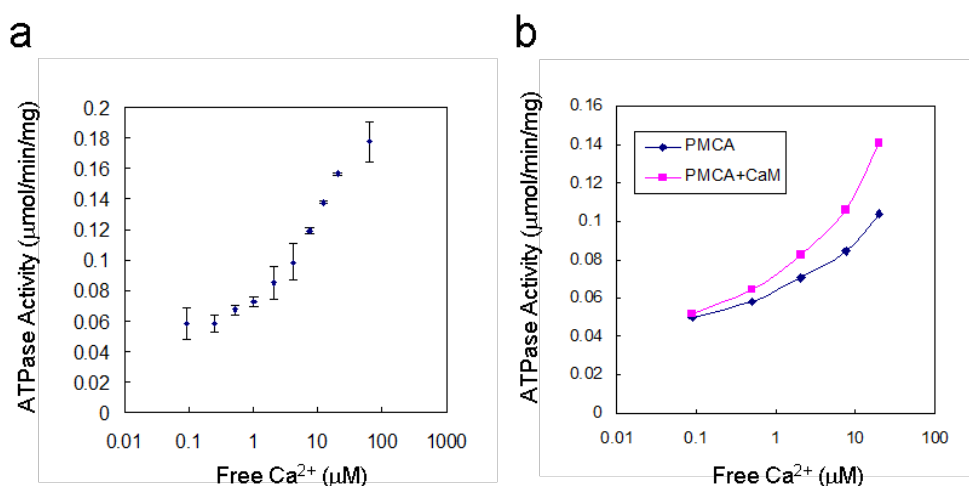 a
b
ATPase Activity (μmol/min/mg)
0.2
0.18
0.16
0.14
0.12
0.1
0.08
0.06
0.04
0.02
0
0.01 0.1 1 10 100 1000
Free Ca²⁺ (μM)
ATPase Activity (μmol/min/mg)
0.16
0.14
0.12
0.1
0.08
0.06
0.04
0.02
0
PMCA
PMCA+CaM
0.01 0.1 1 10 100
Free Ca²⁺ (μM)